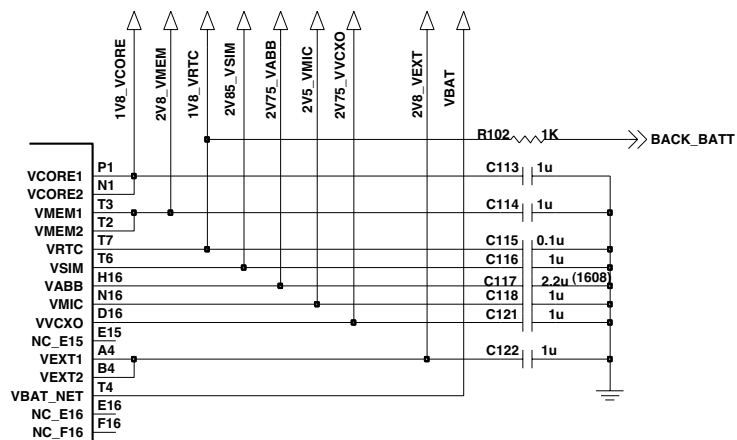 1V8_VCORE
2V8_VMEM
1V8_VRTC
2V85_VSIM
2V75_VABB
2V5_VMIC
2V75_VVCXO
2V8_VEXT
VBAT
R102 1K BACK_BATT
VCORE1 P1 C113 1u
VCORE2 N1
VMEM1 T3 C114 1u
VMEM2 T2
VRTC T7 C115 0.1u
VSIM T6 C116 1u
VABB H16 C117 2.2u (1608)
VMIC N16 C118 1u
VVCXO D16 C121 1u
NC_E15 E15
VEXT1 A4 C122 1u
VEXT2 B4
VBAT_NET T4
NC_E16 E16
NC_F16 F16